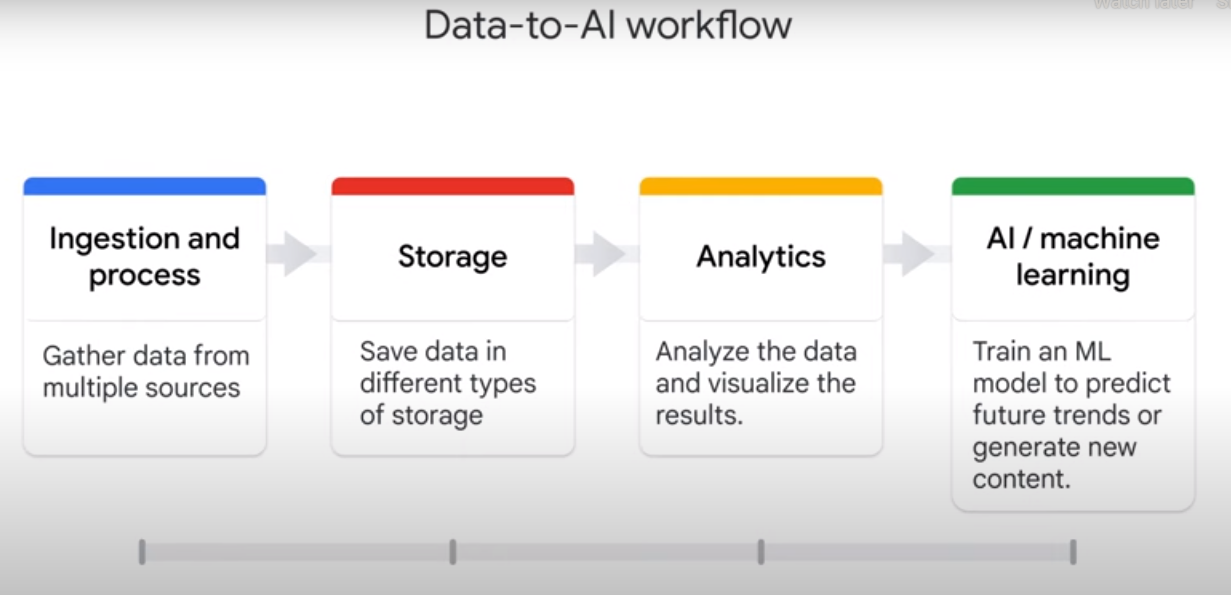 Data-to-AI workflow
Ingestion and
process
Gather data from
multiple sources
Storage
Save data in
different types
of storage
Analytics
Analyze the data
and visualize the
results.
AI / machine
learning
Train an ML
model to predict
future trends or
generate new
content.